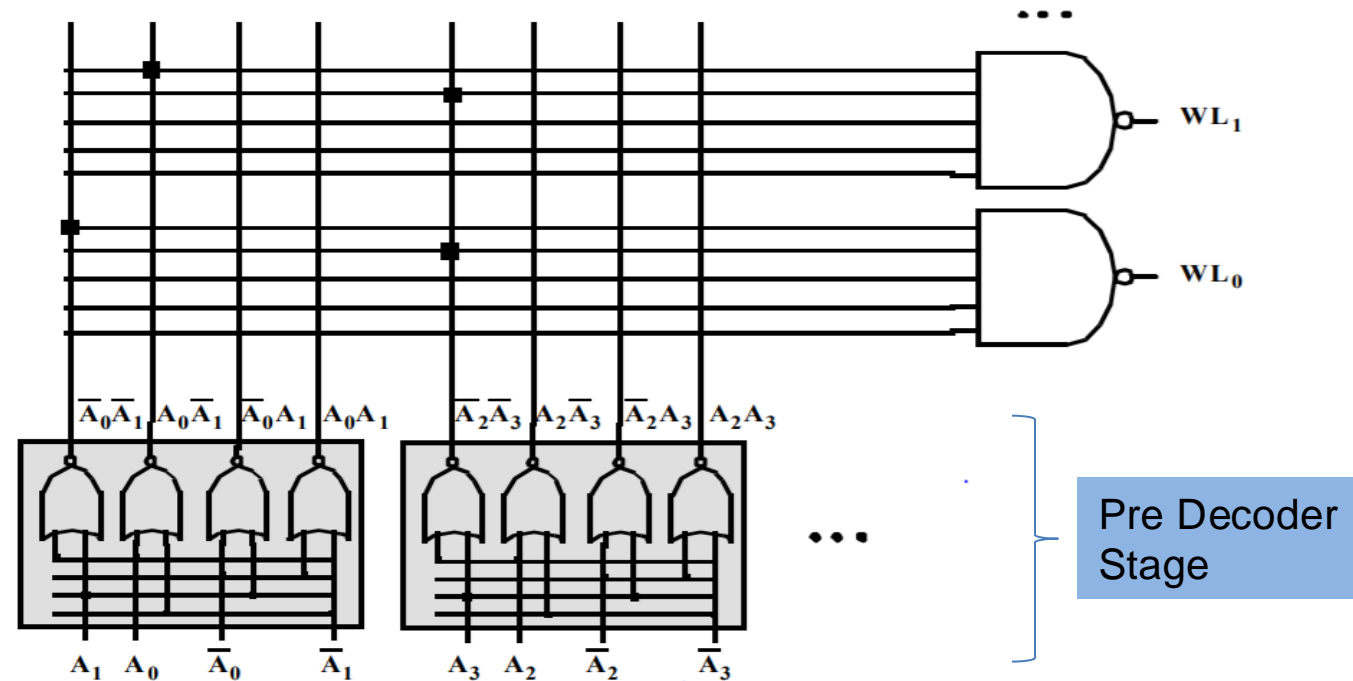 •••
WL₁
WL₀
A̅₀A̅₁ A₀A̅₁ A̅₀A₁ A₀A₁ A̅₂A̅₃ A₂A̅₃ A̅₂A₃ A₂A₃
•••
Pre Decoder
Stage
A₁ A₀ A̅₀ A̅₁ A₃ A₂ A̅₂ A̅₃